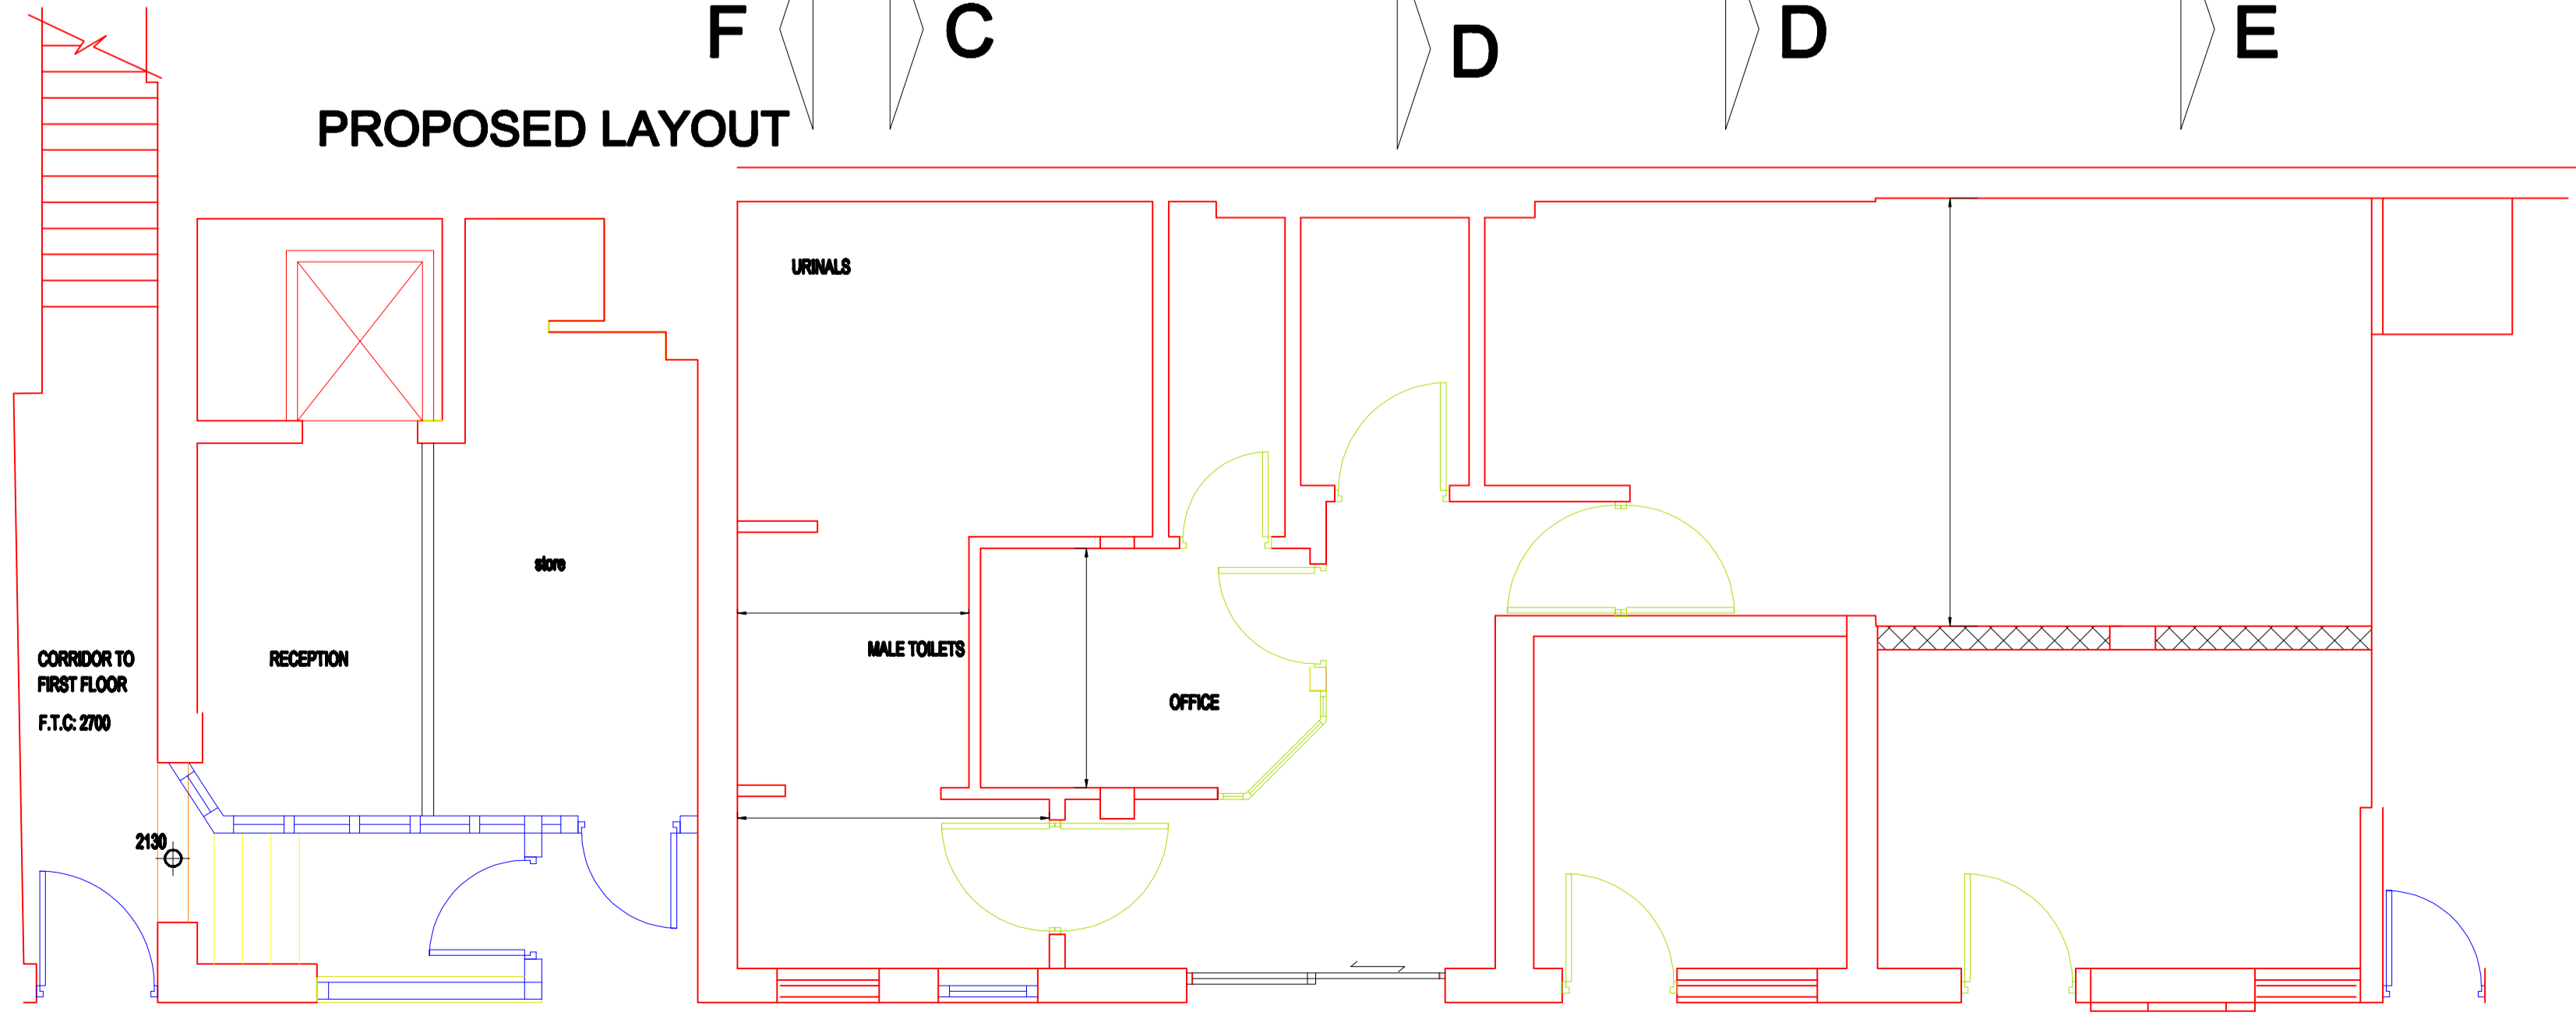 F C D D E
PROPOSED LAYOUT
URINALS
store
MALE TOILETS
CORRIDOR TO
FIRST FLOOR
F.T.C: 2700
RECEPTION
OFFICE
2130